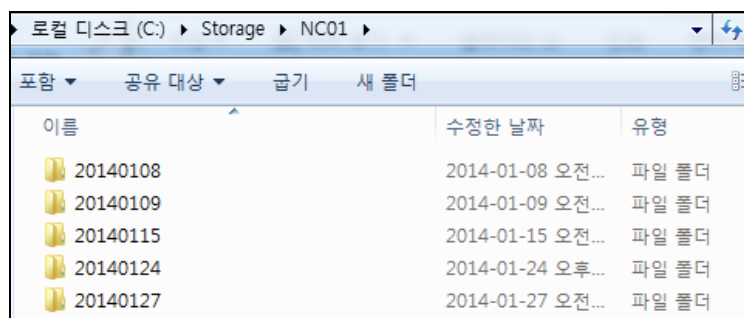 로컬 디스크 (C:) ▸ Storage ▸ NC01 ▸
포함 ▼ 공유 대상 ▼ 굽기 새 폴더
이름 수정한 날짜 유형
20140108 2014-01-08 오전... 파일 폴더
20140109 2014-01-09 오전... 파일 폴더
20140115 2014-01-15 오전... 파일 폴더
20140124 2014-01-24 오후... 파일 폴더
20140127 2014-01-27 오전... 파일 폴더